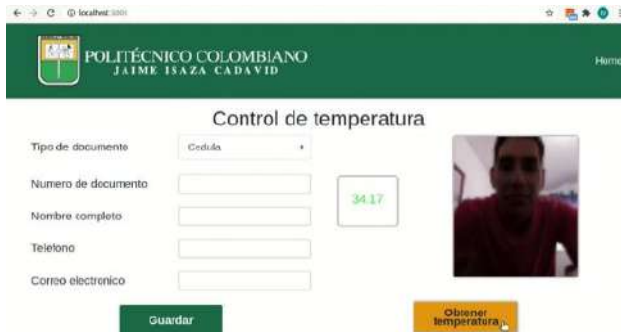 localhost:5001
POLITÉCNICO COLOMBIANO
JAIME ISAZA CADAVID
Home
Control de temperatura
Tipo de documento
Cedula
Numero de documento
34.17
Nombre completo
Telefono
Correo electronico
Guardar
Obtener
temperatura